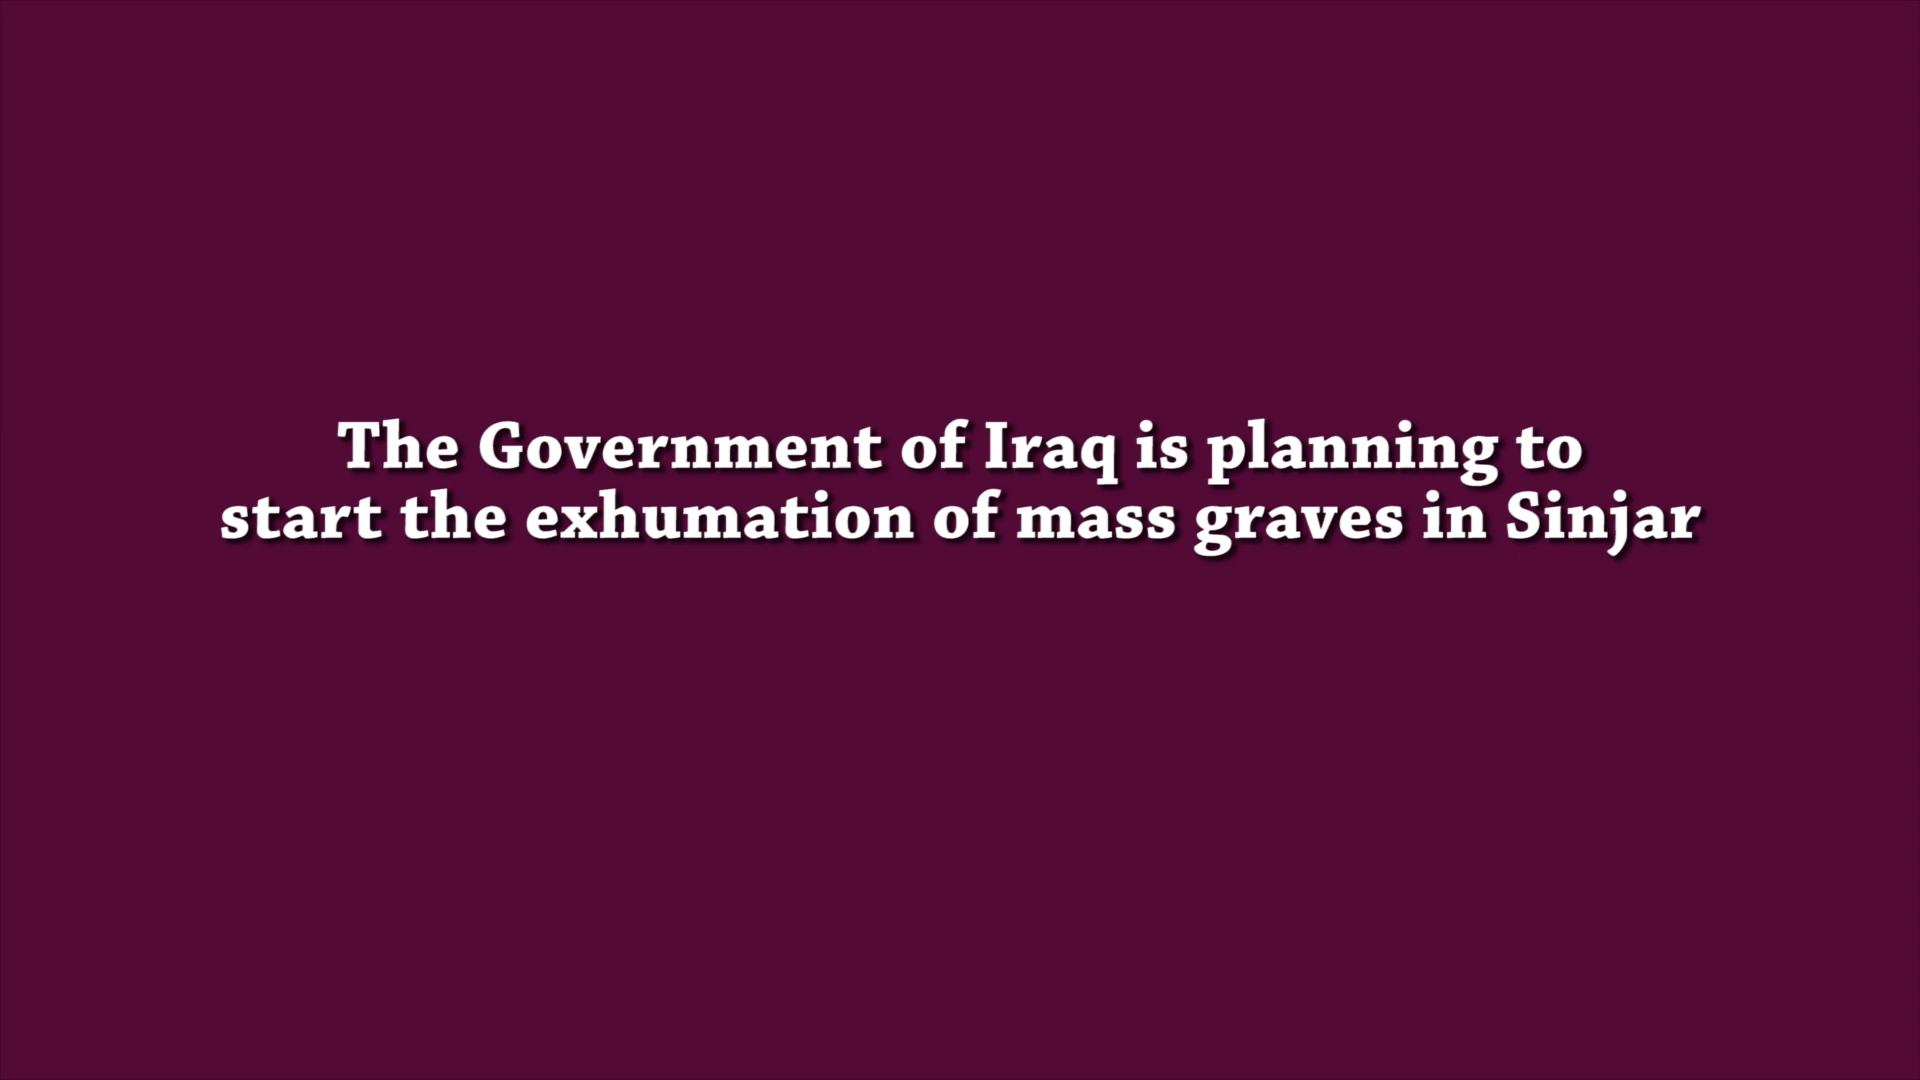 The Government of Iraq is planning to
start the exhumation of mass graves in Sinjar